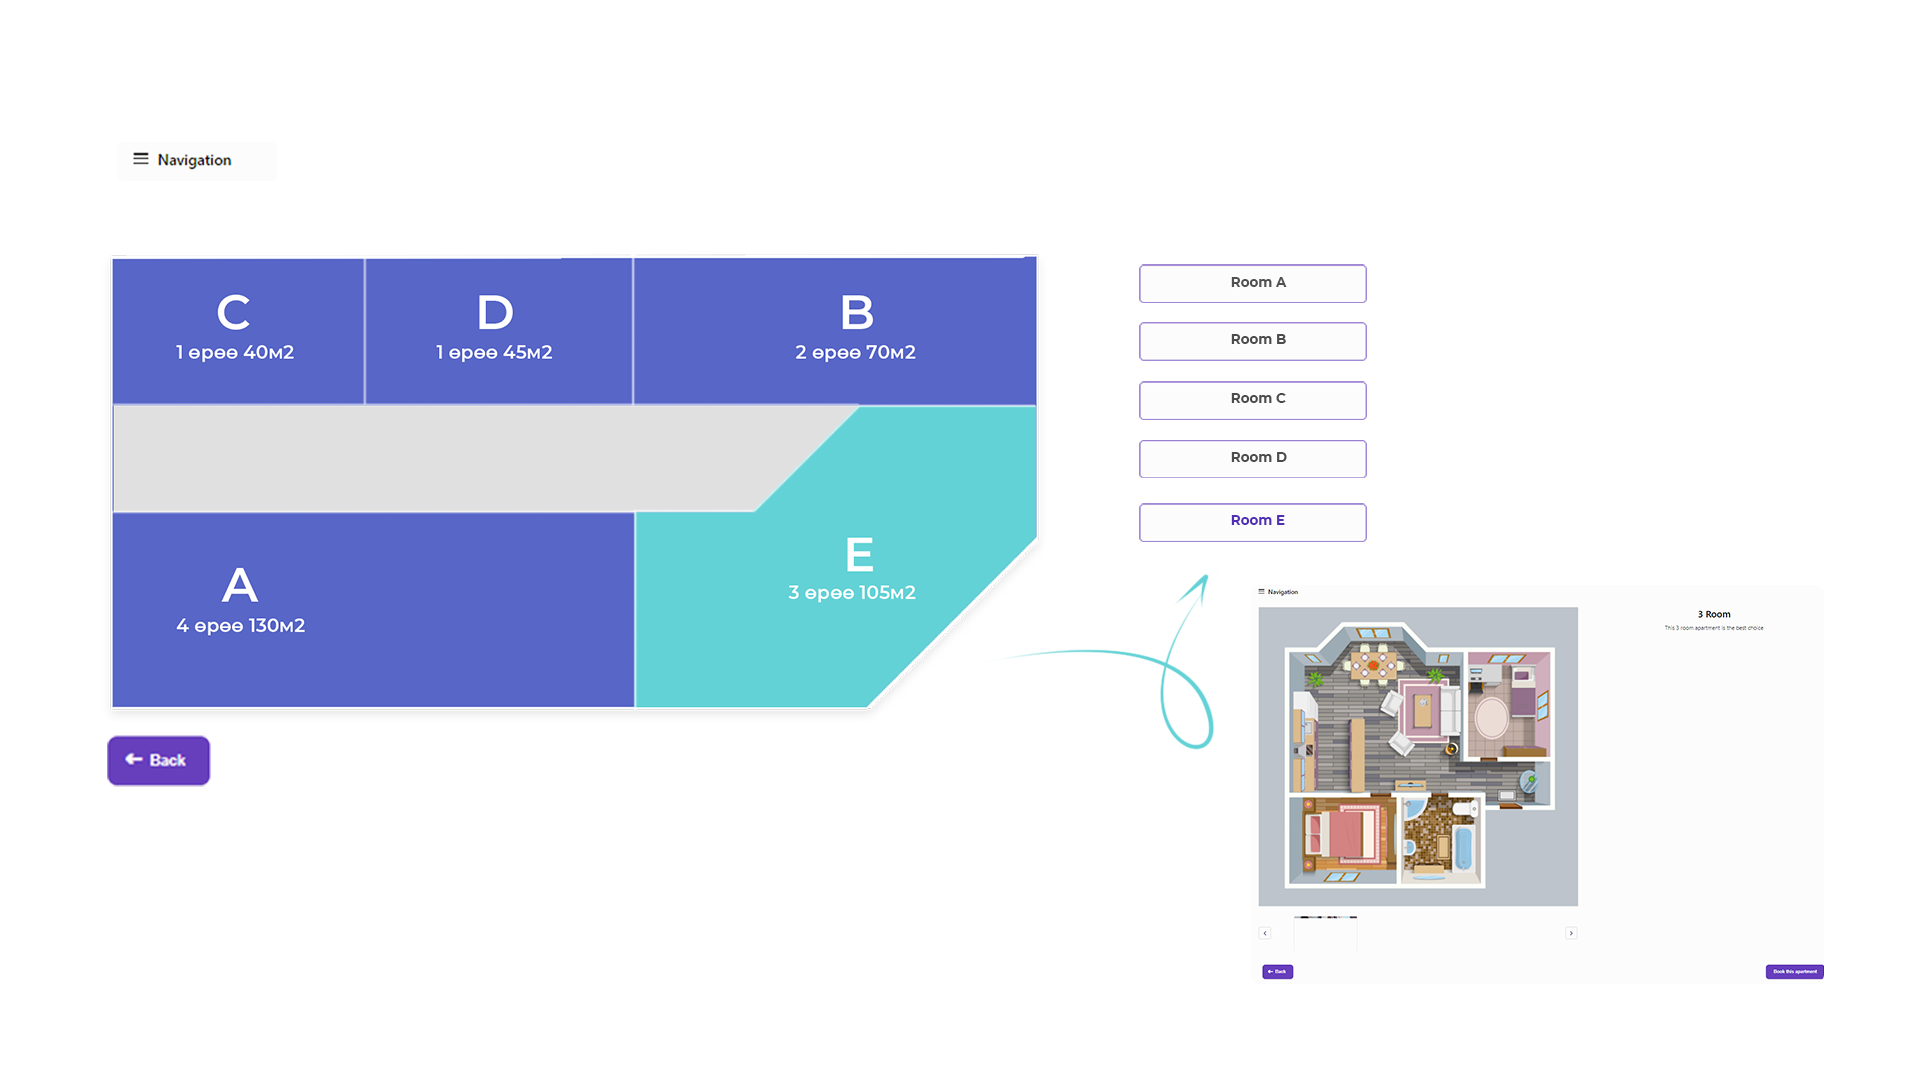 Navigation
C
1 өрөө 40м2
D
1 өрөө 45м2
B
2 өрөө 70м2
A
4 өрөө 130м2
E
3 өрөө 105м2
Back
Room A
Room B
Room C
Room D
Room E
Navigation
3 Room
This 3 room apartment is the best choice
Back
Book this apartment